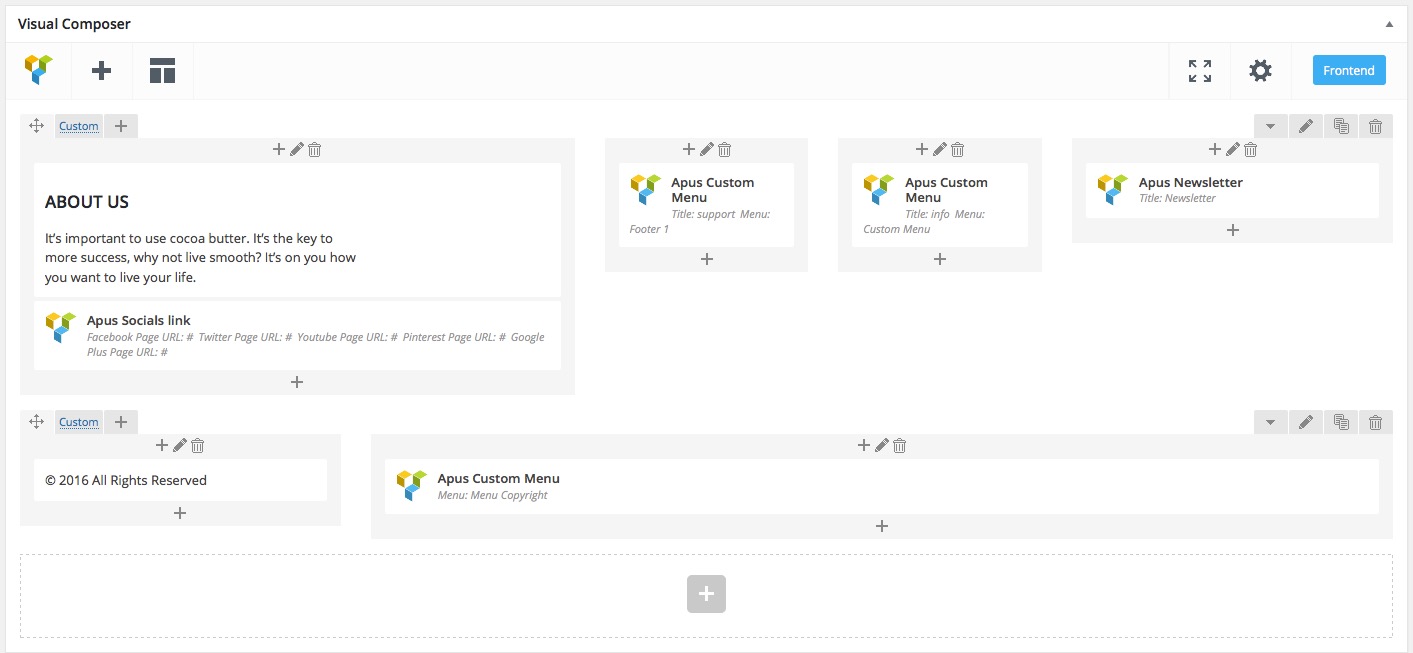 Visual Composer
Frontend
Custom
ABOUT US
It's important to use cocoa butter. It's the key to
more success, why not live smooth? It's on you how
you want to live your life.
Apus Socials link
Facebook Page URL: # Twitter Page URL: # Youtube Page URL: # Pinterest Page URL: # Google
Plus Page URL: #
Apus Custom
Menu
Title: support Menu:
Footer 1
Apus Custom
Menu
Title: info Menu:
Custom Menu
Apus Newsletter
Title: Newsletter
Custom
© 2016 All Rights Reserved
Apus Custom Menu
Menu: Menu Copyright